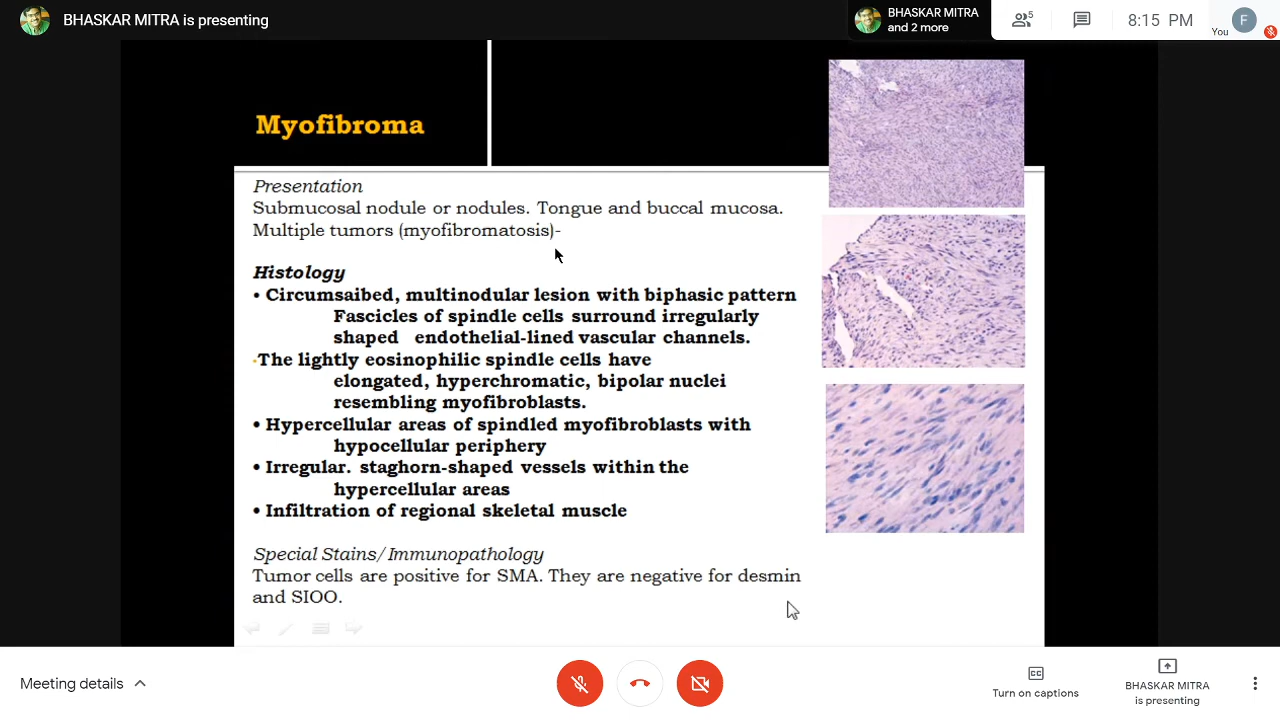 BHASKAR MITRA is presenting
BHASKAR MITRA
and 2 more
5
8:15 PM
You
F
Myofibroma
Presentation
Submucosal nodule or nodules. Tongue and buccal mucosa.
Multiple tumors (myofibromatosis)-
Histology
• Circumsaibed, multinodular lesion with biphasic pattern
Fascicles of spindle cells surround irregularly
shaped endothelial-lined vascular channels.
·The lightly eosinophilic spindle cells have
elongated, hyperchromatic, bipolar nuclei
resembling myofibroblasts.
• Hypercellular areas of spindled myofibroblasts with
hypocellular periphery
• Irregular. staghorn-shaped vessels within the
hypercellular areas
• Infiltration of regional skeletal muscle
Special Stains/Immunopathology
Tumor cells are positive for SMA. They are negative for desmin
and SIOO.
Meeting details
CC
Turn on captions
BHASKAR MITRA
is presenting